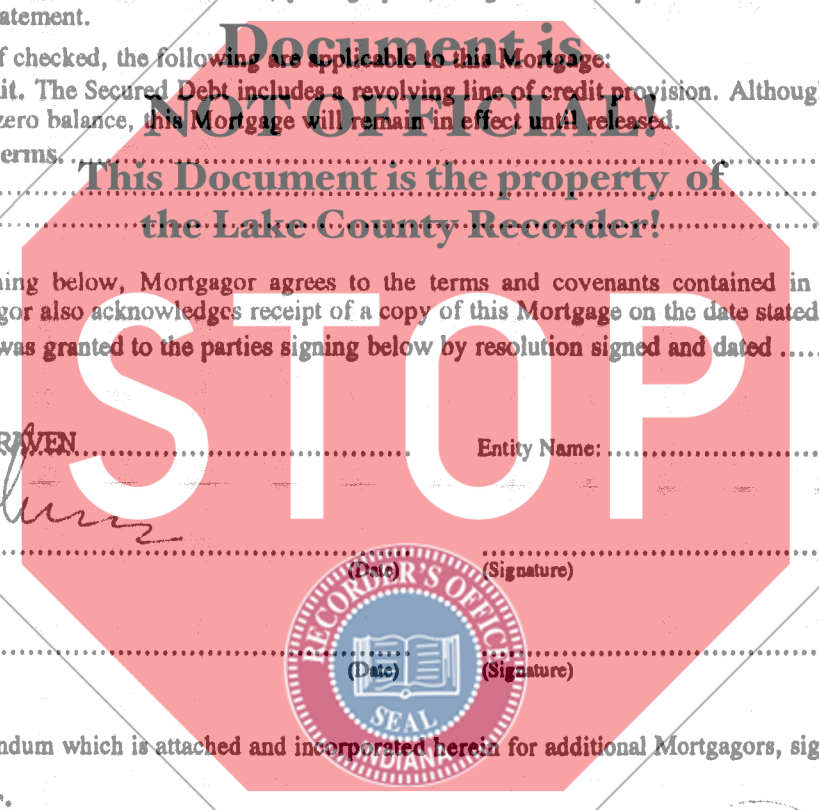 atement.
Document is
f checked, the following are applicable to this Mortgage:
it. The Secured Debt includes a revolving line of credit provision. Although
NOT OFFICIAL!
zero balance, this Mortgage will remain in effect until released.
erms.
This Document is the property of
the Lake County Recorder!
ning below, Mortgagor agrees to the terms and covenants contained in
gor also acknowledges receipt of a copy of this Mortgage on the date stated
was granted to the parties signing below by resolution signed and dated .....
STOP
RAVEN
Entity Name:
(Date) (Signature)
RECORDER'S OFFICE
(Date) (Signature)
SEAL
INDIANA
ndum which is attached and incorporated herein for additional Mortgagors, sig